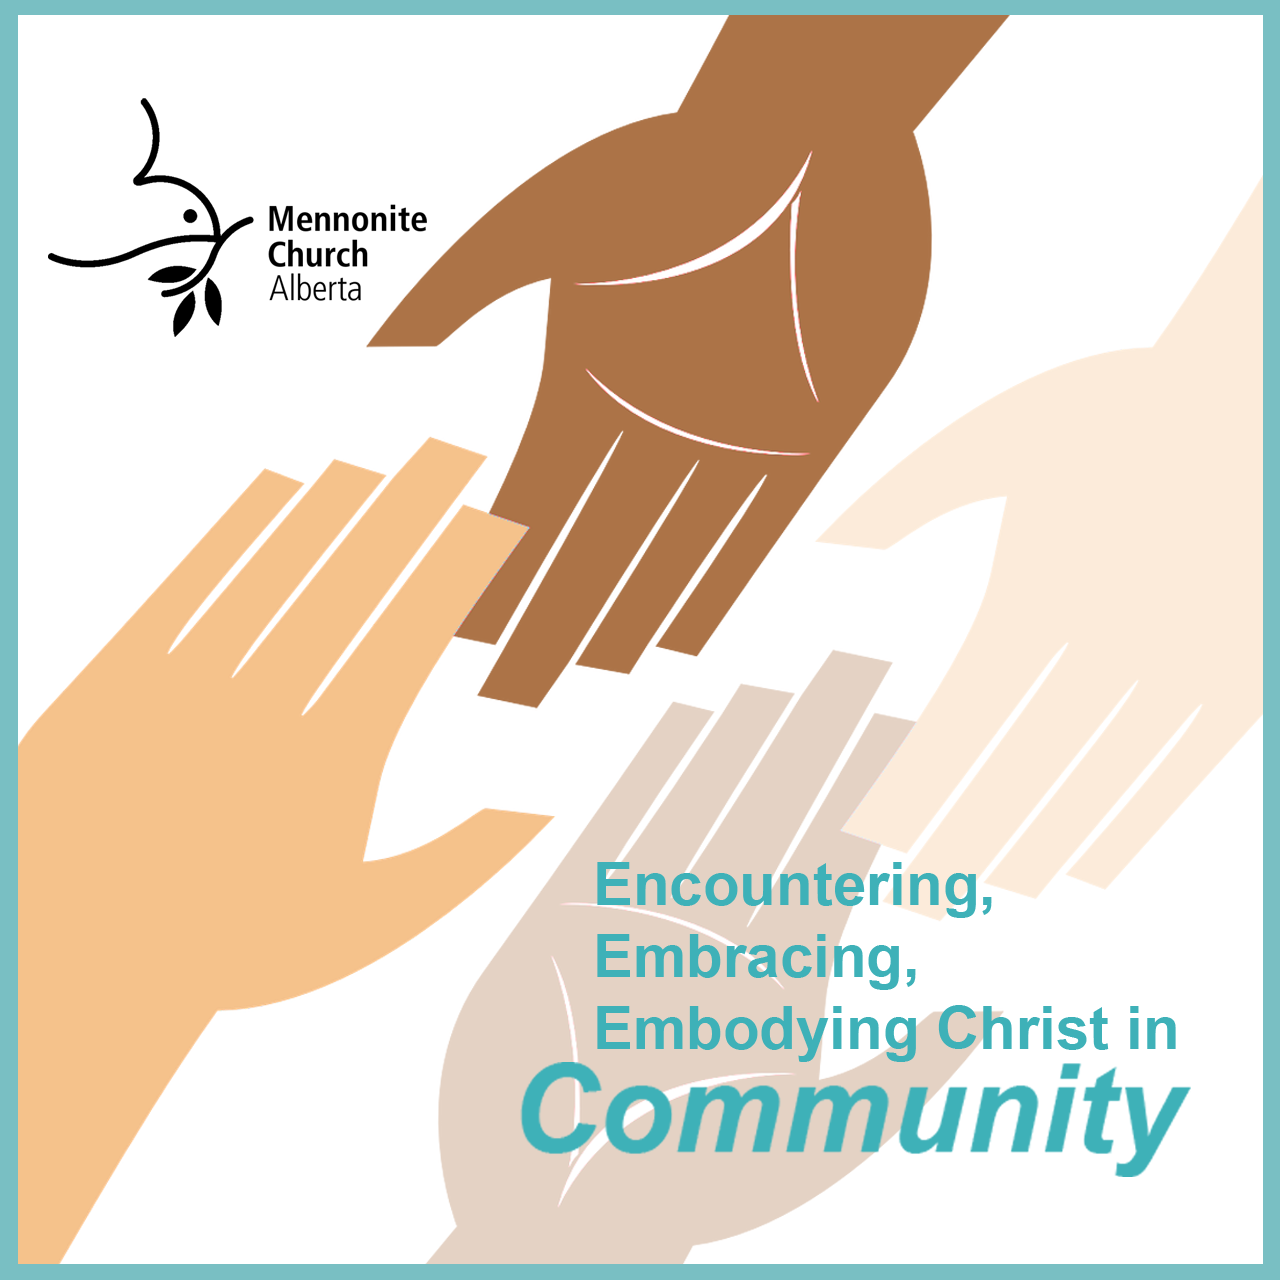 Mennonite
Church
Alberta
Encountering,
Embracing,
Embodying Christ in
Community